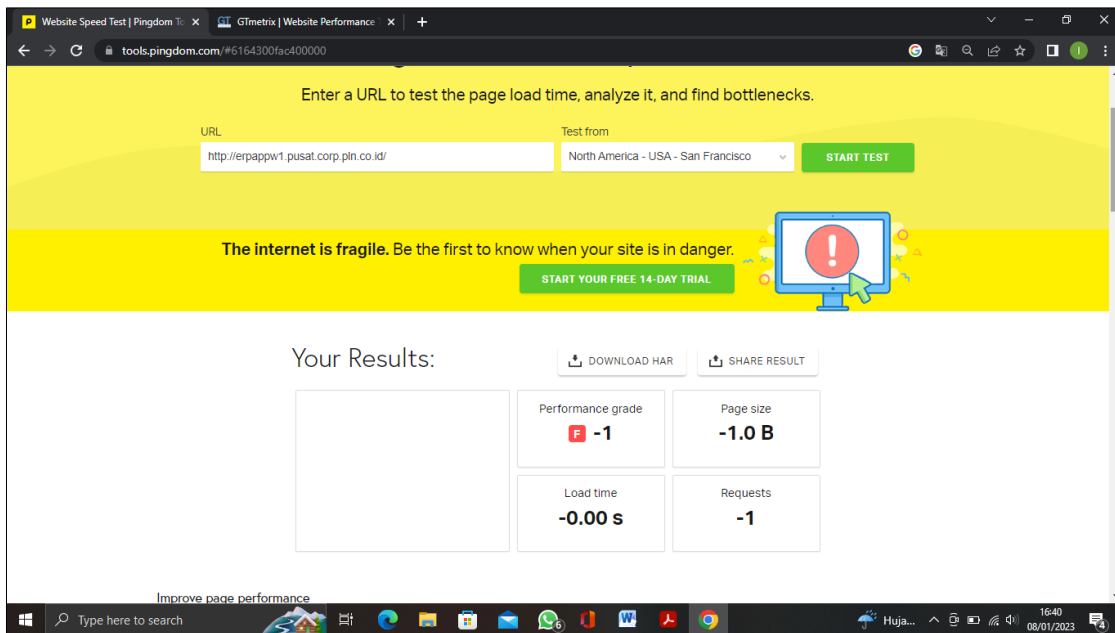 Website Speed Test | Pingdom To
GTmetrix | Website Performance
tools.pingdom.com/#6164300fac400000
Enter a URL to test the page load time, analyze it, and find bottlenecks.
URL
Test from
http://erpappw1.pusat.corp.pln.co.id/
North America - USA - San Francisco
START TEST
The internet is fragile. Be the first to know when your site is in danger.
START YOUR FREE 14-DAY TRIAL
Your Results:
DOWNLOAD HAR
SHARE RESULT
Performance grade
F -1
Page size
-1.0 B
Load time
-0.00 s
Requests
-1
Improve page performance
Type here to search
6
Huja...
16:40
08/01/2023
4